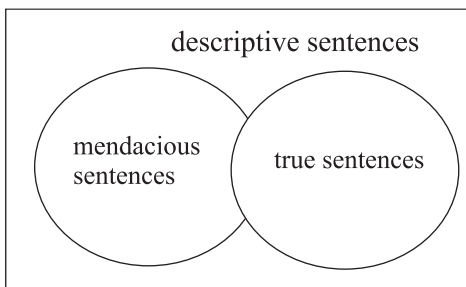 descriptive sentences
mendacious
sentences
true sentences